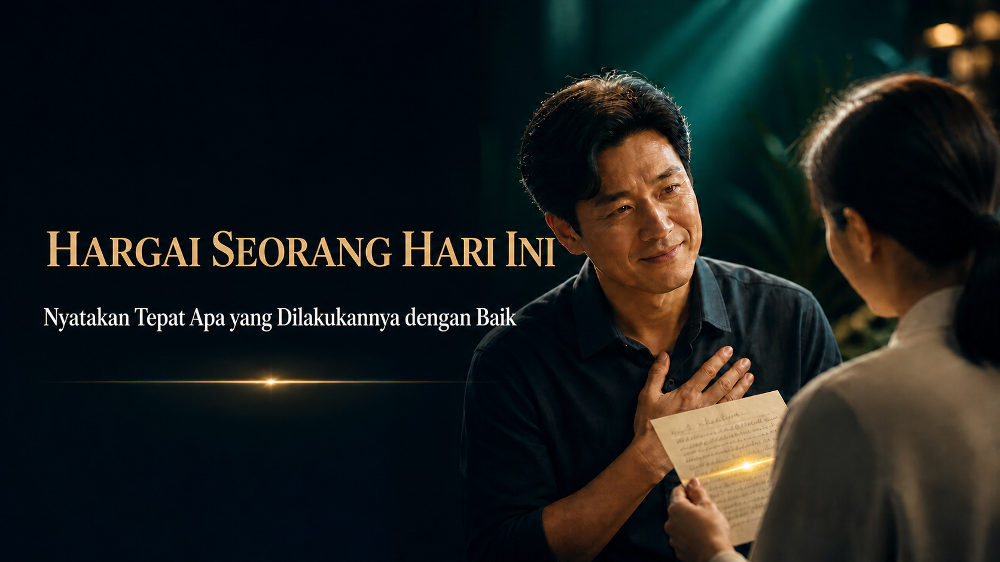 Hargai Seorang Hari Ini
Nyatakan Tepat Apa yang Dilakukannya dengan Baik